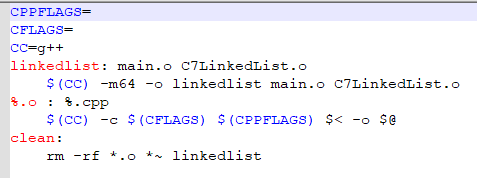 CPPFLAGS=
CFLAGS=
CC=g++
linkedlist: main.o C7LinkedList.o
    $(CC) -m64 -o linkedlist main.o C7LinkedList.o
%.o : %.cpp
    $(CC) -c $(CFLAGS) $(CPPFLAGS) $< -o $@
clean:
    rm -rf *.o *~ linkedlist